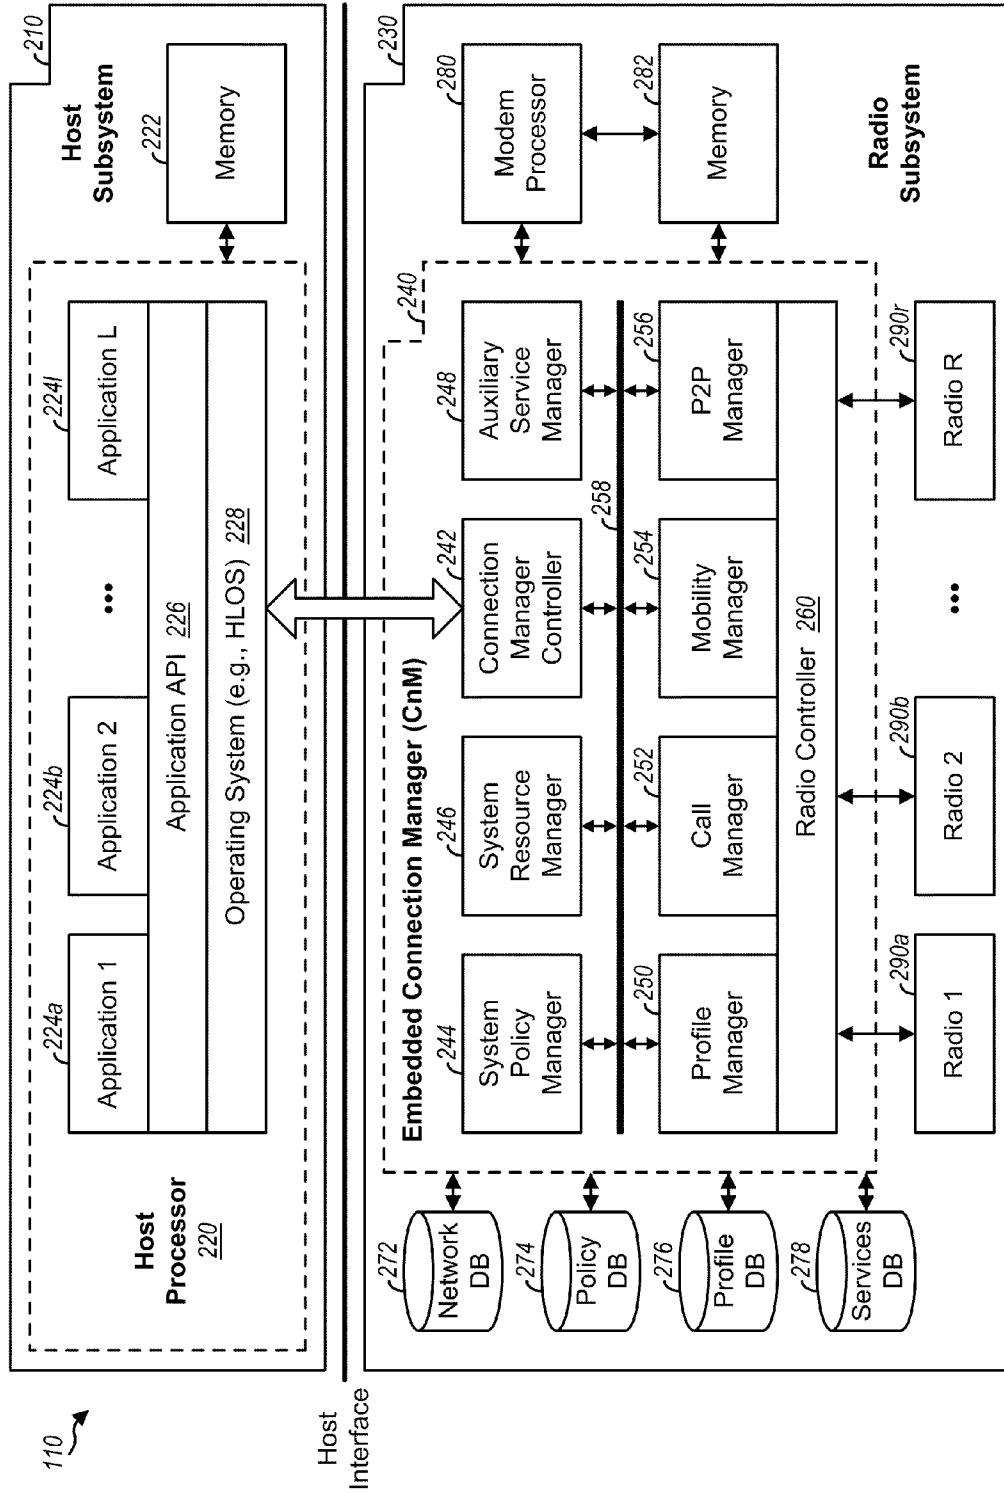 110
210
Host
Subsystem
Host
Processor
220
224a
Application 1
224b
Application 2
...
224l
Application L
Application API 226
Operating System (e.g., HLOS) 228
222
Memory
Host
Interface
230
Radio
Subsystem
240
Embedded Connection Manager (CnM)
272
Network
DB
274
Policy
DB
276
Profile
DB
278
Services
DB
244
System
Policy
Manager
246
System
Resource
Manager
242
Connection
Manager
Controller
248
Auxiliary
Service
Manager
258
250
Profile
Manager
252
Call
Manager
254
Mobility
Manager
256
P2P
Manager
Radio Controller 260
280
Modem
Processor
282
Memory
290a
Radio 1
290b
Radio 2
...
290r
Radio R